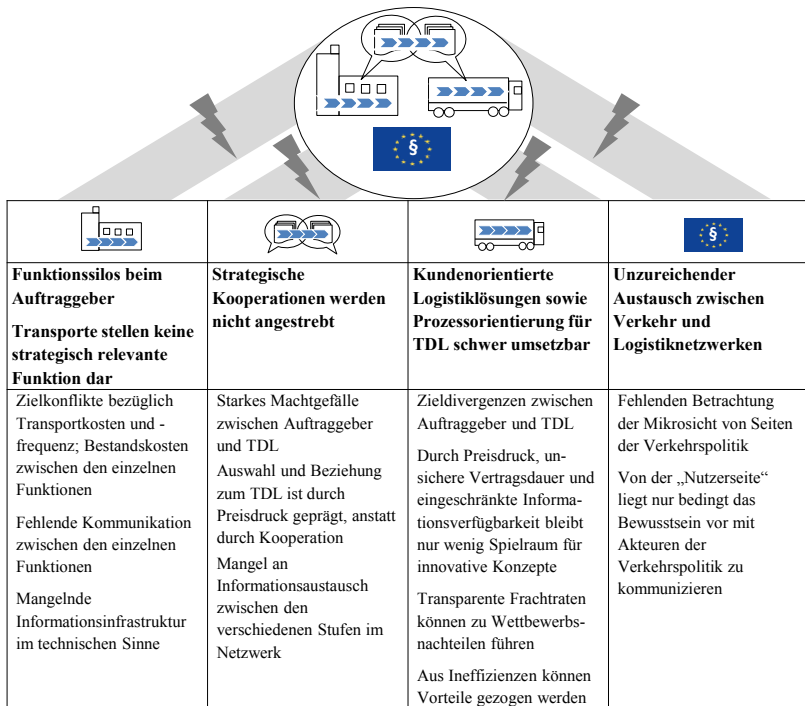 §
§
Funktionssilos beim
Auftraggeber
Transporte stellen keine
strategisch relevante
Funktion dar
Strategische
Kooperationen werden
nicht angestrebt
Kundenorientierte
Logistiklösungen sowie
Prozessorientierung für
TDL schwer umsetzbar
Unzureichender
Austausch zwischen
Verkehr und
Logistiknetzwerken
Zielkonflikte bezüglich
Transportkosten und -
frequenz; Bestandskosten
zwischen den einzelnen
Funktionen
Fehlende Kommunikation
zwischen den einzelnen
Funktionen
Mangelnde
Informationsinfrastruktur
im technischen Sinne
Starkes Machtgefälle
zwischen Auftraggeber
und TDL
Auswahl und Beziehung
zum TDL ist durch
Preisdruck geprägt, anstatt
durch Kooperation
Mangel an
Informationsaustausch
zwischen den
verschiedenen Stufen im
Netzwerk
Zieldivergenzen zwischen
Auftraggeber und TDL
Durch Preisdruck, un-
sichere Vertragsdauer und
eingeschränkte Informa-
tionsverfügbarkeit bleibt
nur wenig Spielraum für
innovative Konzepte
Transparente Frachtraten
können zu Wettbewerbs-
nachteilen führen
Aus Ineffizienzen können
Vorteile gezogen werden
Fehlenden Betrachtung
der Mikrosicht von Seiten
der Verkehrspolitik
Von der „Nutzerseite“
liegt nur bedingt das
Bewusstsein vor mit
Akteuren der
Verkehrspolitik zu
kommunizieren